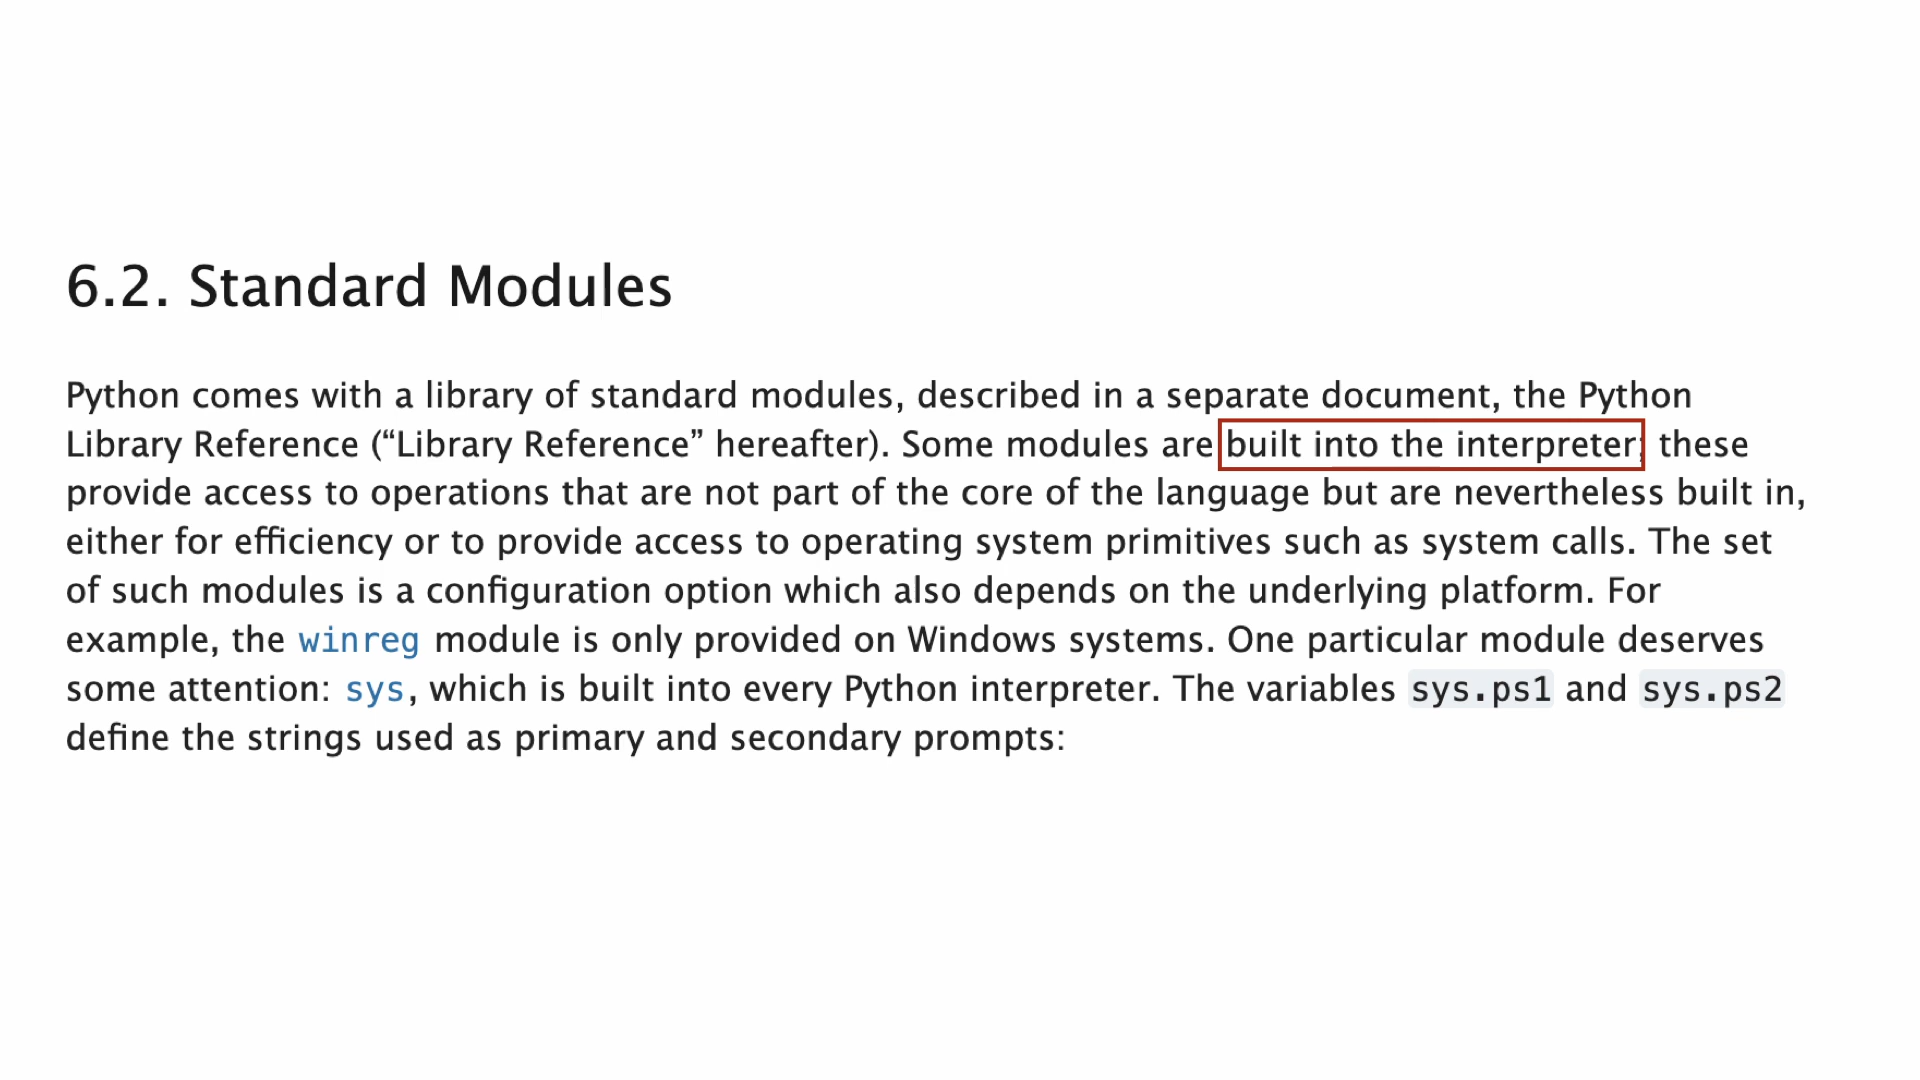 6.2. Standard Modules
Python comes with a library of standard modules, described in a separate document, the Python
Library Reference (“Library Reference” hereafter). Some modules are built into the interpreter; these
provide access to operations that are not part of the core of the language but are nevertheless built in,
either for efficiency or to provide access to operating system primitives such as system calls. The set
of such modules is a configuration option which also depends on the underlying platform. For
example, the winreg module is only provided on Windows systems. One particular module deserves
some attention: sys, which is built into every Python interpreter. The variables sys.ps1 and sys.ps2
define the strings used as primary and secondary prompts: